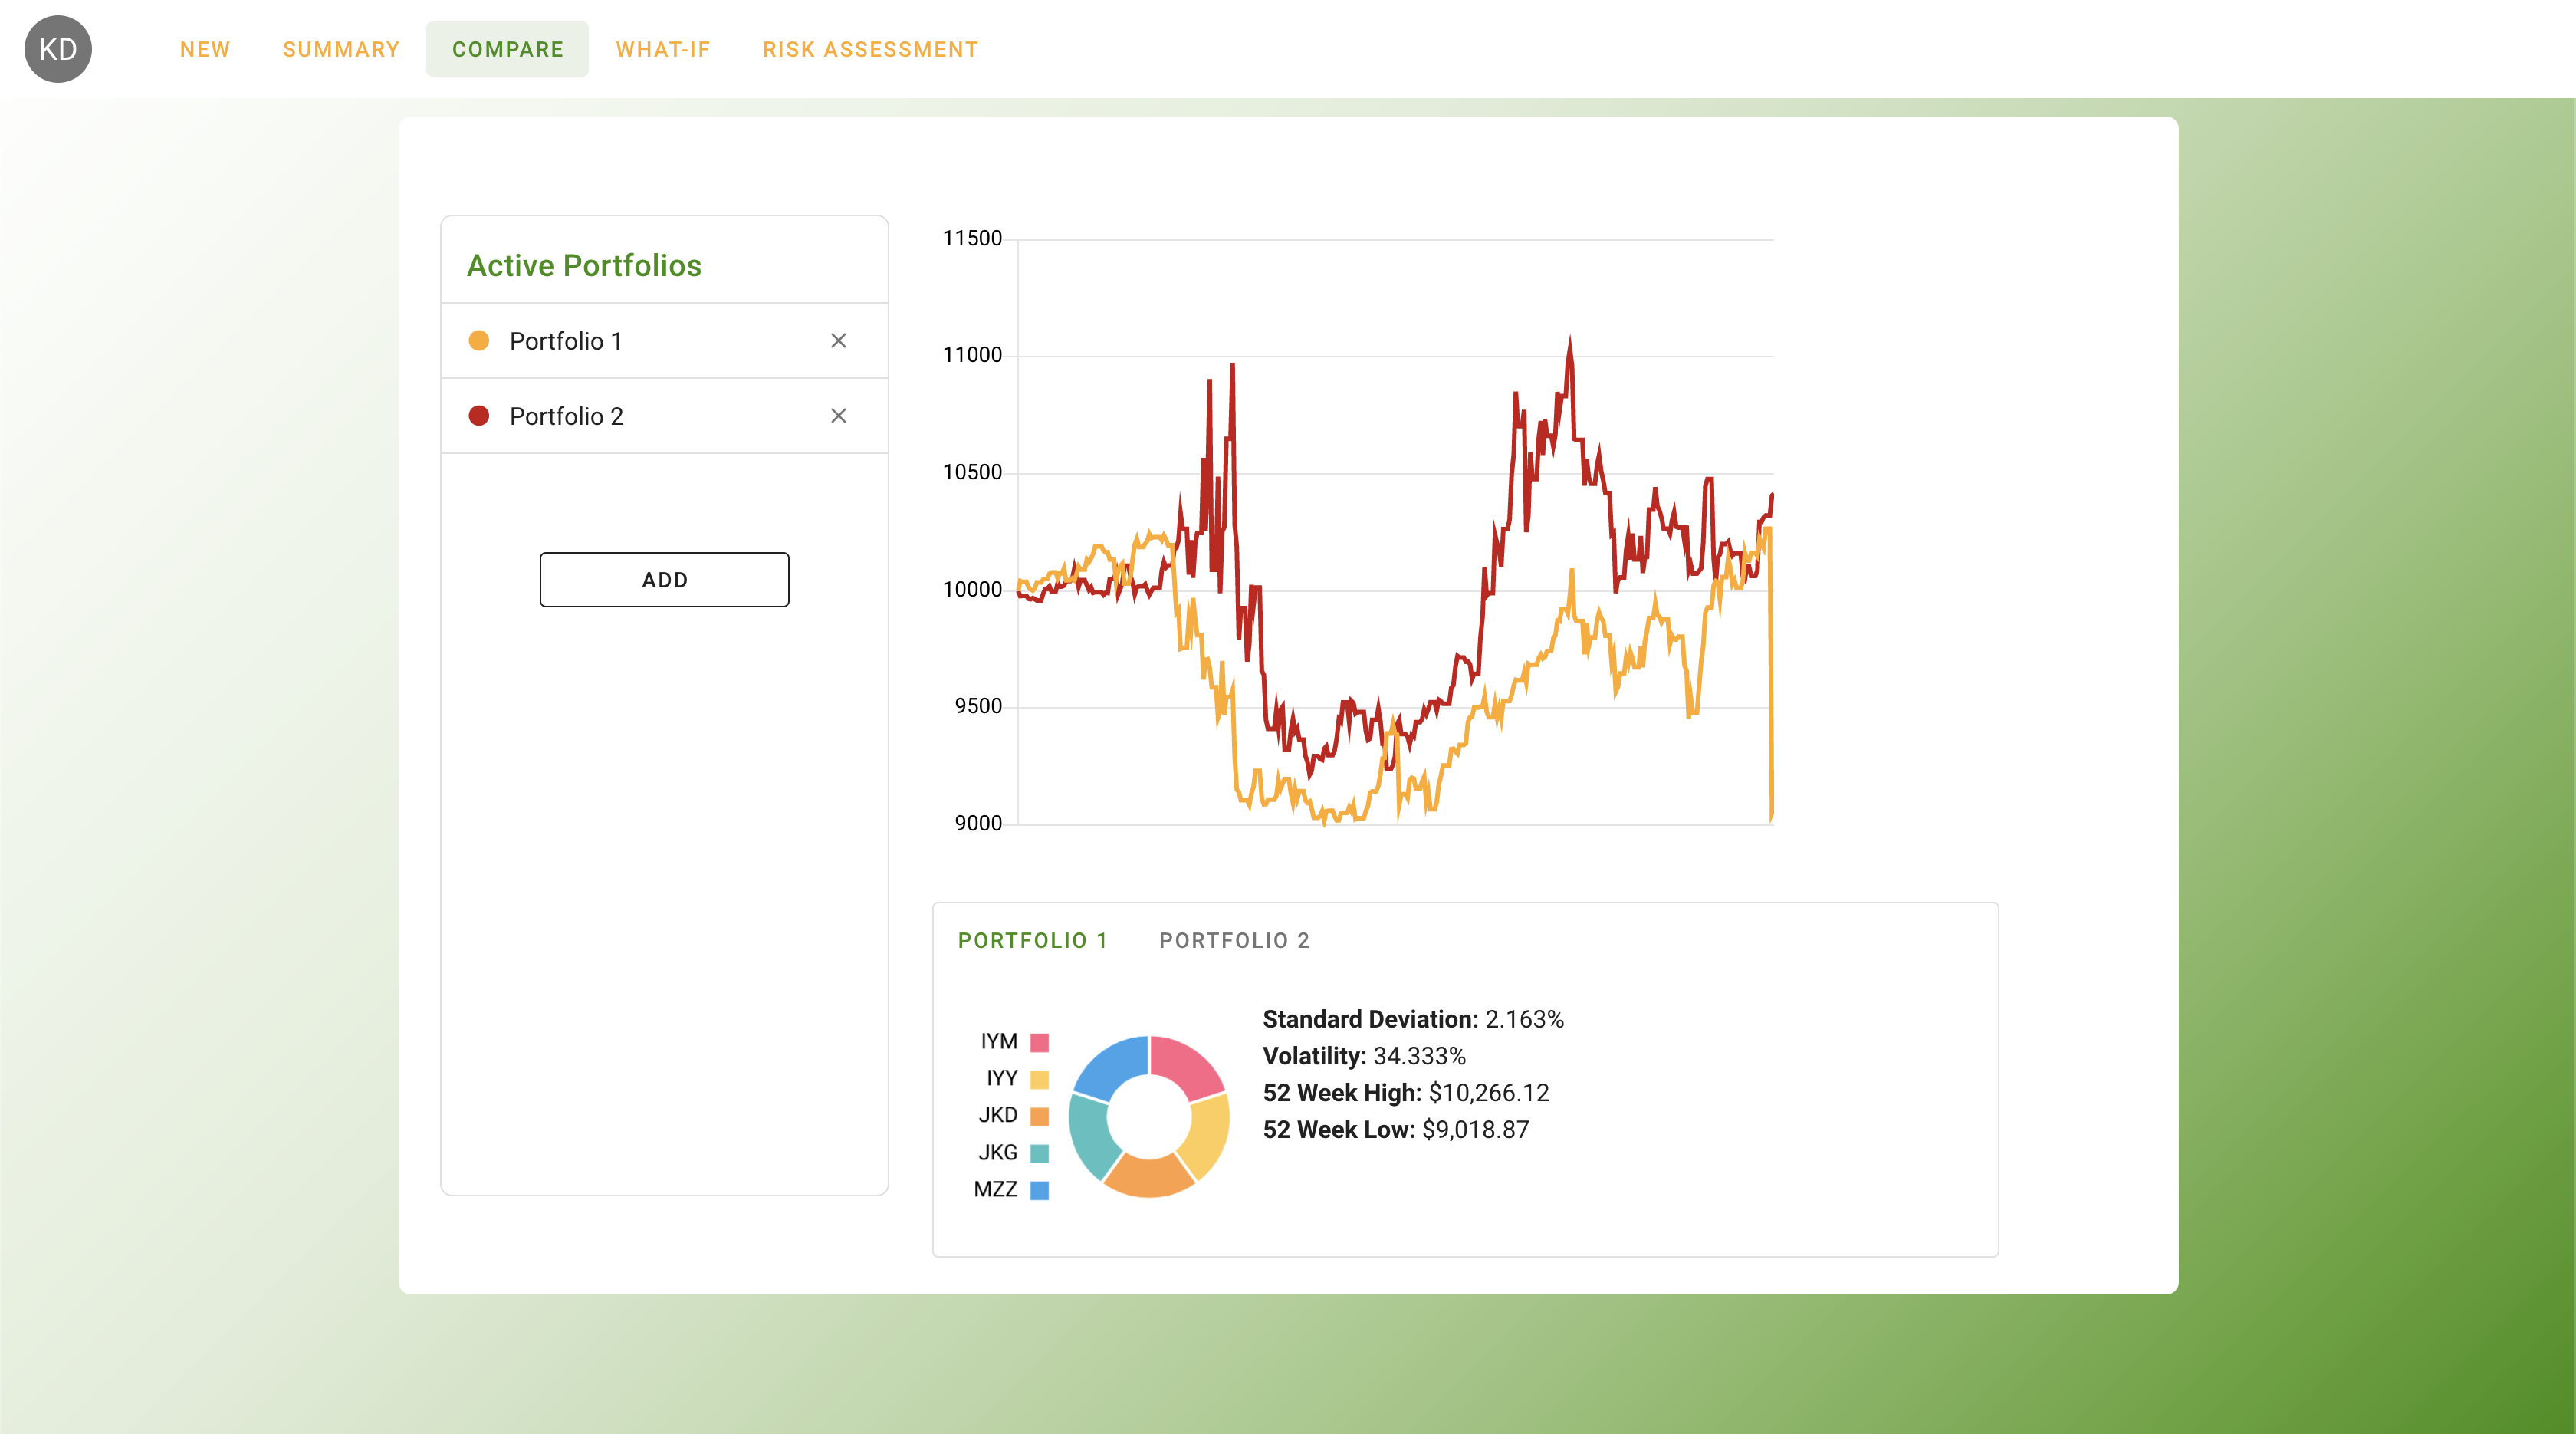 KD
NEW SUMMARY COMPARE WHAT-IF RISK ASSESSMENT
Active Portfolios
Portfolio 1
Portfolio 2
ADD
11500
11000
10500
10000
9500
9000
PORTFOLIO 1 PORTFOLIO 2
IYM
IYY
JKD
JKG
MZZ
Standard Deviation: 2.163%
Volatility: 34.333%
52 Week High: $10,266.12
52 Week Low: $9,018.87